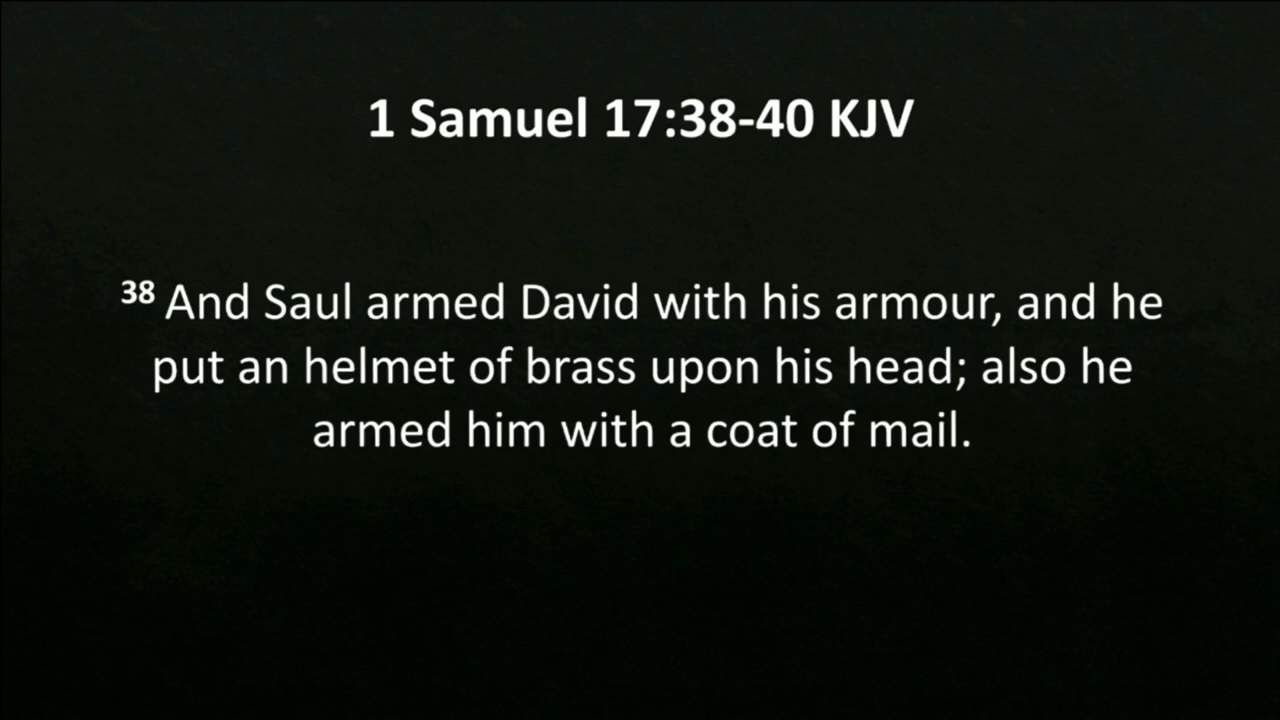 1 Samuel 17:38-40 KJV
38 And Saul armed David with his armour, and he
put an helmet of brass upon his head; also he
armed him with a coat of mail.